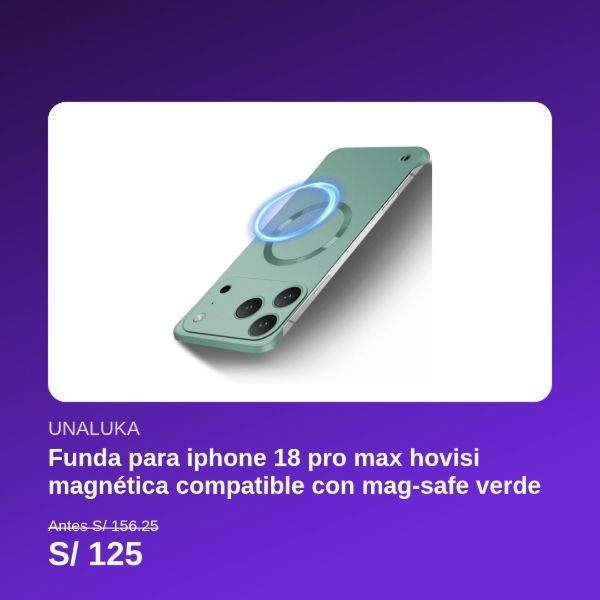 UNALUKA
Funda para iphone 18 pro max hovisi
magnética compatible con mag-safe verde
Antes S/ 156.25
S/ 125